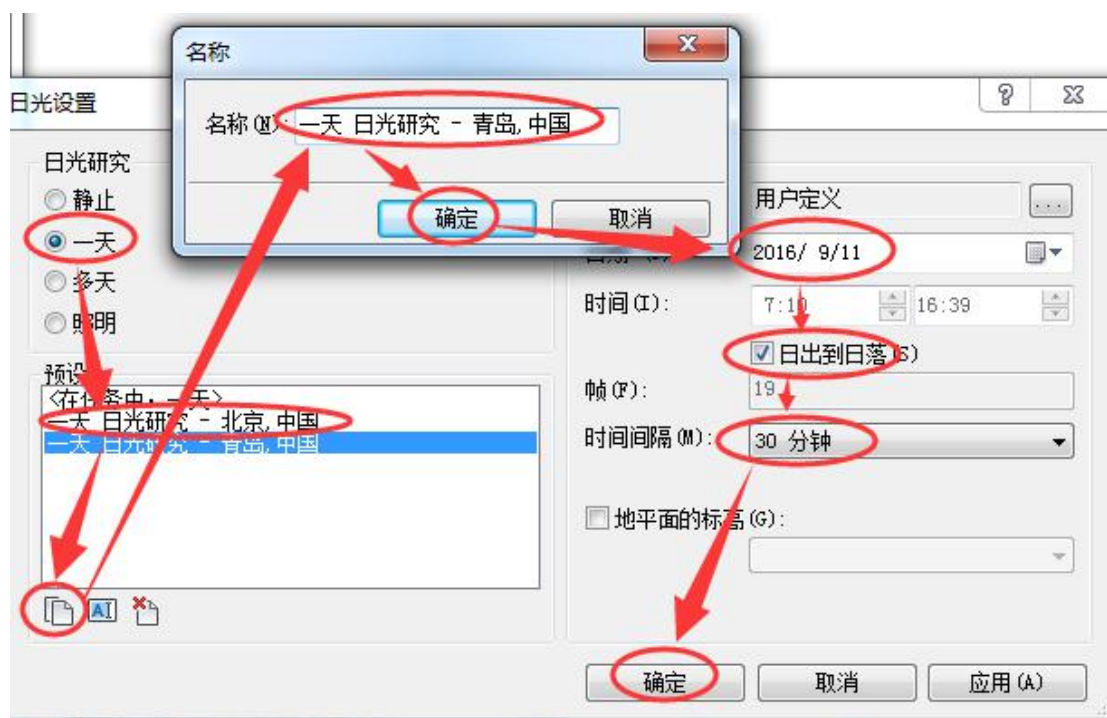 名称
日光设置
名称(N): 一天 日光研究 - 青岛,中国
确定
取消
日光研究
静止
一天
多天
照明
预设
<在任务中,一天>
一天 日光研究 - 北京,中国
一天 日光研究 - 青岛,中国
AI
用户定义
...
2016/ 9/11
时间(I):
7:10
16:39
日出到日落(S)
帧(F):
19
时间间隔(M):
30 分钟
地平面的标高(G):
确定
取消
应用(A)